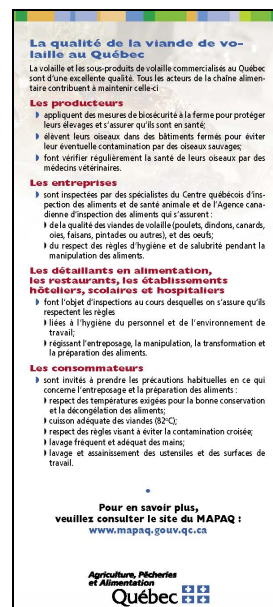 La qualité de la viande de vo-
laille au Québec
La volaille et les sous-produits de volaille commercialisés au Québec
sont d'une excellente qualité. Tous les acteurs de la chaîne alimen-
taire contribuent à maintenir celle-ci
Les producteurs
appliquent des mesures de biosécurité à la ferme pour protéger
leurs élevages et s'assurer qu'ils sont en santé;
élèvent leurs oiseaux dans des bâtiments fermés pour éviter
leur éventuelle contamination par des oiseaux sauvages;
font vérifier régulièrement la santé de leurs oiseaux par des
médecins vétérinaires.
Les entreprises
sont inspectées par des spécialistes du Centre québécois d'ins-
pection des aliments et de santé animale et de l'Agence cana-
dienne d'inspection des aliments qui s'assurent :
de la qualité des viandes de volaille (poulets, dindons, canards,
oies, faisans, pintades ou autres), et des oeufs;
du respect des règles d'hygiène et de salubrité pendant la
manipulation des aliments.
Les détaillants en alimentation,
les restaurants, les établissements
hôteliers, scolaires et hospitaliers
font l'objet d'inspections au cours desquelles on s'assure qu'ils
respectent les règles
liées à l'hygiène du personnel et de l'environnement de
travail;
régissant l'entreposage, la manipulation, la transformation et
la préparation des aliments.
Les consommateurs
sont invités à prendre les précautions habituelles en ce qui
concerne l'entreposage et la préparation des aliments :
respect des températures exigées pour la bonne conservation
et la décongélation des aliments;
cuisson adéquate des viandes (82°C);
respect des règles visant à éviter la contamination croisée;
lavage fréquent et adéquat des mains;
lavage et assainissement des ustensiles et des surfaces de
travail.
Pour en savoir plus,
veuillez consulter le site du MAPAQ :
www.mapaq.gouv.qc.ca
Agriculture, Pêcheries
et Alimentation
Québec